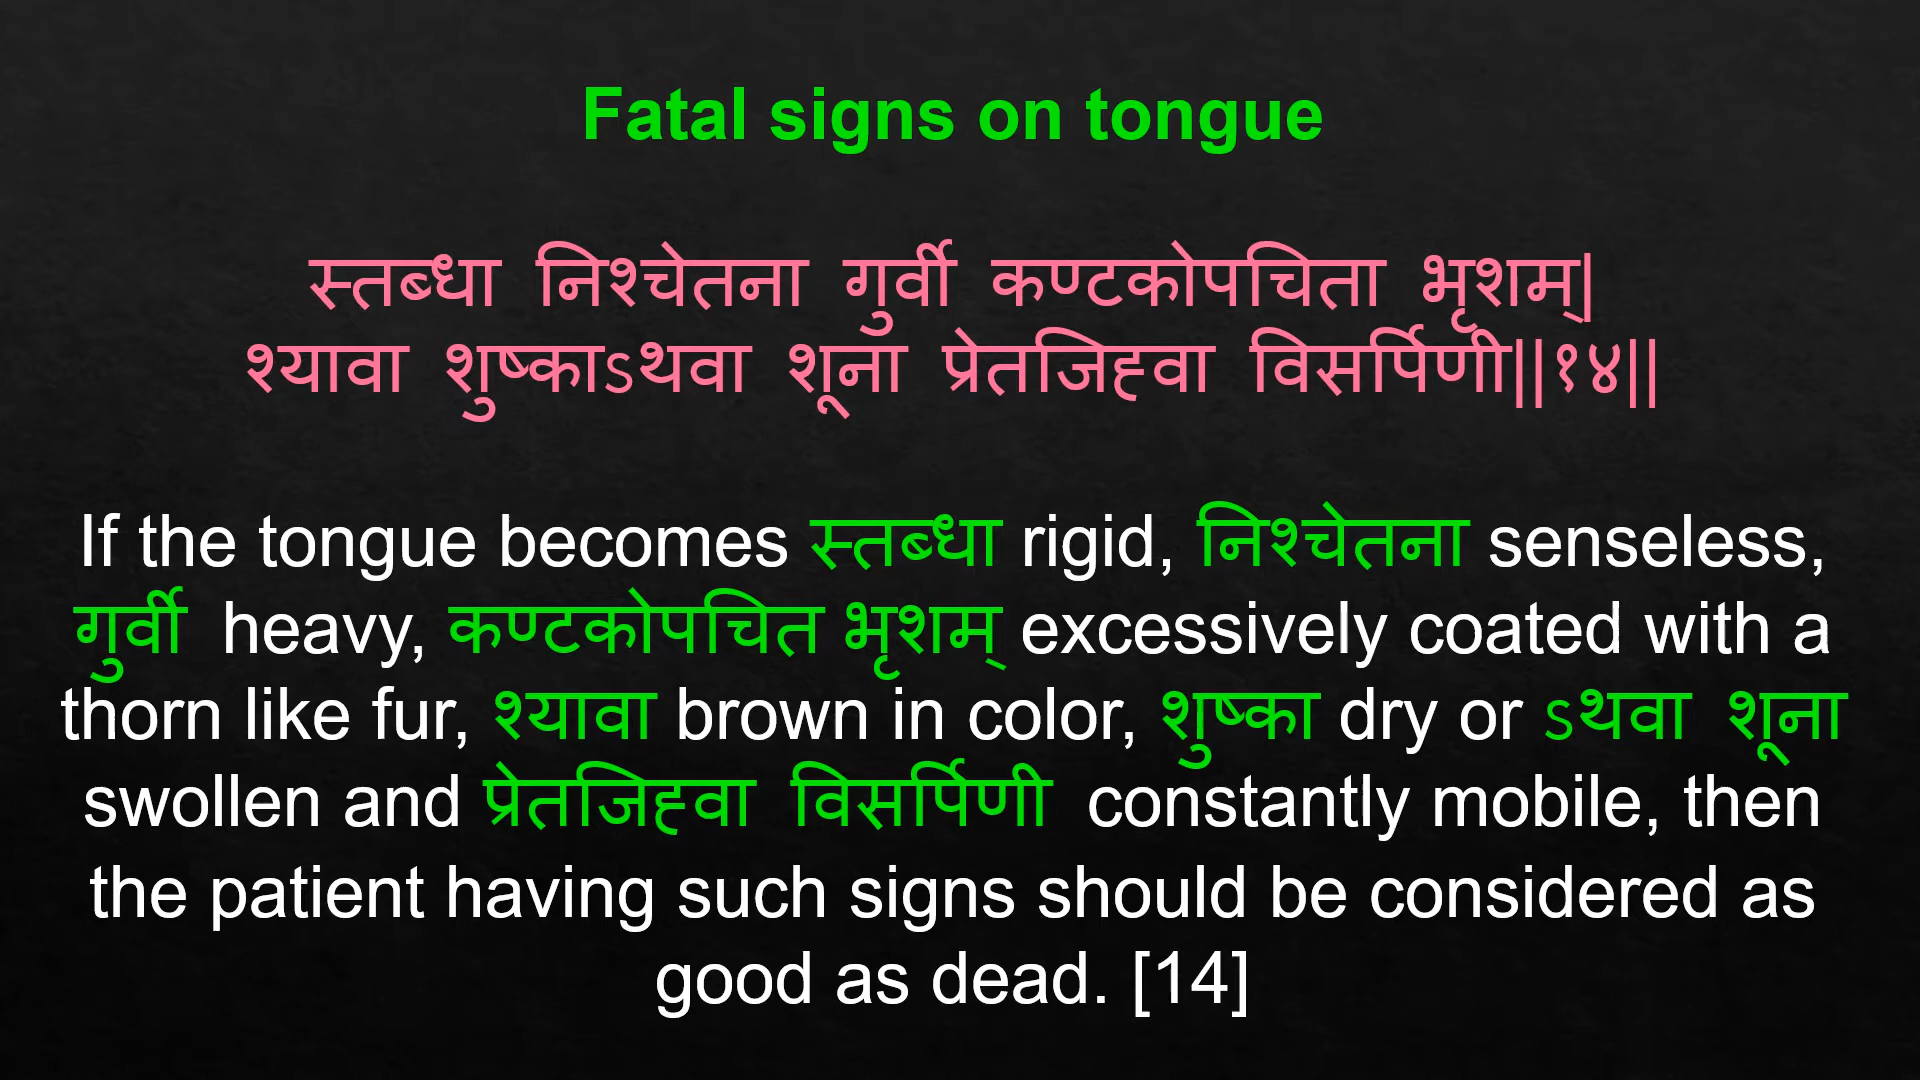 Fatal signs on tongue
स्तब्धा निश्चेतना गुर्वी कण्टकोपचिता भृशम्|
श्यावा शुष्काऽथवा शूना प्रेतजिह्वा विसर्पिणी||१४||
If the tongue becomes स्तब्धा rigid, निश्चेतना senseless,
गुर्वी heavy, कण्टकोपचित भृशम् excessively coated with a
thorn like fur, श्यावा brown in color, शुष्का dry or ऽथवा शूना
swollen and प्रेतजिह्वा विसर्पिणी constantly mobile, then
the patient having such signs should be considered as
good as dead. [14]